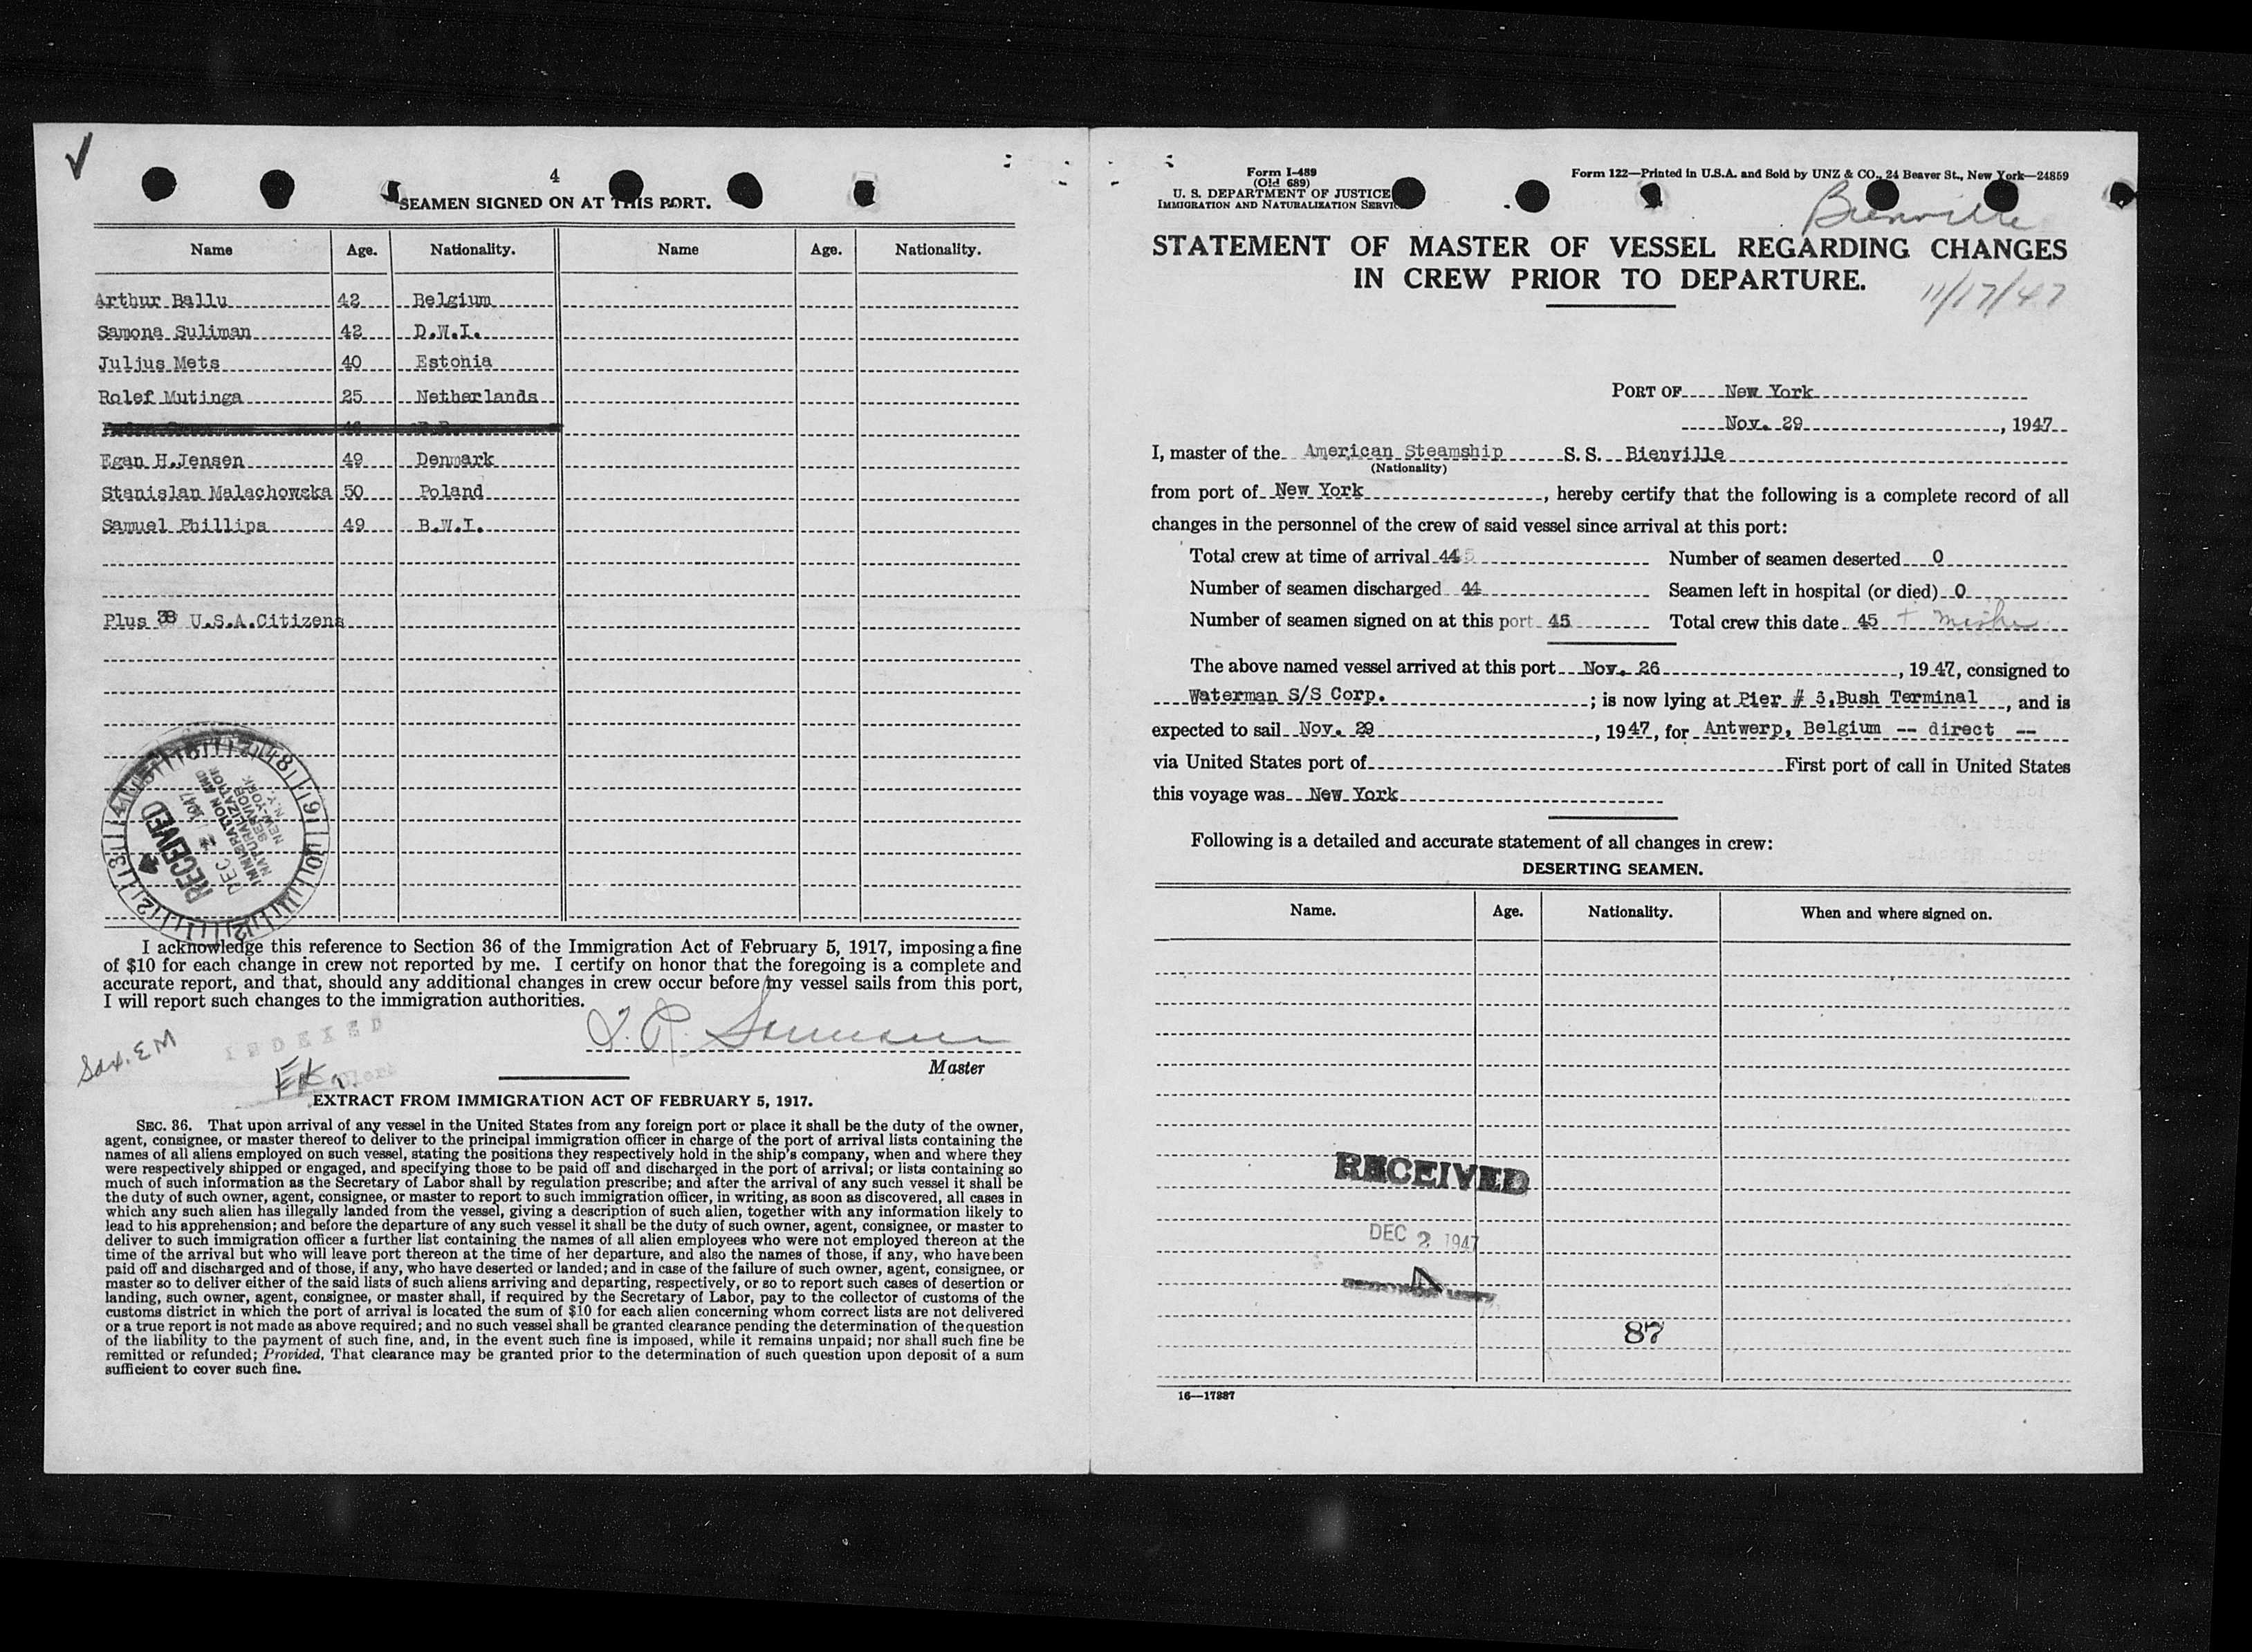 4
SEAMEN SIGNED ON AT THIS PORT.
Name Age. Nationality. Name Age. Nationality.
Arthur Ballu 42 Belgium
Samona Suliman 42 D.W.I.
Juljus Mets 40 Estonia
Rolef Mutinga 25 Netherlands
Egan H.Jensen 49 Denmark
Stanislan Malachowska 50 Poland
Samuel Phillips 49 B.W.I.
Plus 38 U.S.A.Citizens
RECEIVED
DEC 2 1947
IMMIGRATION AND
NATURALIZATION
SERVICE
NEW-YORK
N.Y.
I acknowledge this reference to Section 36 of the Immigration Act of February 5, 1917, imposing a fine
of $10 for each change in crew not reported by me. I certify on honor that the foregoing is a complete and
accurate report, and that, should any additional changes in crew occur before my vessel sails from this port,
I will report such changes to the immigration authorities.
INDEXED
Master
EXTRACT FROM IMMIGRATION ACT OF FEBRUARY 5, 1917.
SEC. 36. That upon arrival of any vessel in the United States from any foreign port or place it shall be the duty of the owner,
agent, consignee, or master thereof to deliver to the principal immigration officer in charge of the port of arrival lists containing the
names of all aliens employed on such vessel, stating the positions they respectively hold in the ship's company, when and where they
were respectively shipped or engaged, and specifying those to be paid off and discharged in the port of arrival; or lists containing so
much of such information as the Secretary of Labor shall by regulation prescribe; and after the arrival of any such vessel it shall be
the duty of such owner, agent, consignee, or master to report to such immigration officer, in writing, as soon as discovered, all cases in
which any such alien has illegally landed from the vessel, giving a description of such alien, together with any information likely to
lead to his apprehension; and before the departure of any such vessel it shall be the duty of such owner, agent, consignee, or master to
deliver to such immigration officer a further list containing the names of all alien employees who were not employed thereon at the
time of the arrival but who will leave port thereon at the time of her departure, and also the names of those, if any, who have been
paid off and discharged and of those, if any, who have deserted or landed; and in case of the failure of such owner, agent, consignee, or
master so to deliver either of the said lists of such aliens arriving and departing, respectively, or so to report such cases of desertion or
landing, such owner, agent, consignee, or master shall, if required by the Secretary of Labor, pay to the collector of customs of the
customs district in which the port of arrival is located the sum of $10 for each alien concerning whom correct lists are not delivered
or a true report is not made as above required; and no such vessel shall be granted clearance pending the determination of the question
of the liability to the payment of such fine, and, in the event such fine is imposed, while it remains unpaid; nor shall such fine be
remitted or refunded; Provided, That clearance may be granted prior to the determination of such question upon deposit of a sum
sufficient to cover such fine.
Form I-489
(Old 689)
U. S. DEPARTMENT OF JUSTICE
IMMIGRATION AND NATURALIZATION SERVICE
Form 122—Printed in U.S.A. and Sold by UNZ & CO., 24 Beaver St., New York—24859
Bienville
STATEMENT OF MASTER OF VESSEL REGARDING CHANGES
IN CREW PRIOR TO DEPARTURE.
11/17/47
PORT OF New York
Nov. 29, 1947
I, master of the American Steamship S. S. Bienville
(Nationality)
from port of New York, hereby certify that the following is a complete record of all
changes in the personnel of the crew of said vessel since arrival at this port:
Total crew at time of arrival 445 Number of seamen deserted 0
Number of seamen discharged 44 Seamen left in hospital (or died) 0
Number of seamen signed on at this port 45 Total crew this date 45 +
The above named vessel arrived at this port Nov. 26, 1947, consigned to
Waterman S/S Corp.; is now lying at Pier # 3,Bush Terminal, and is
expected to sail Nov. 29, 1947, for Antwerp, Belgium -- direct --
via United States port of First port of call in United States
this voyage was New York
Following is a detailed and accurate statement of all changes in crew:
DESERTING SEAMEN.
Name. Age. Nationality. When and where signed on.
RECEIVED
DEC 2 1947
87
16—17887